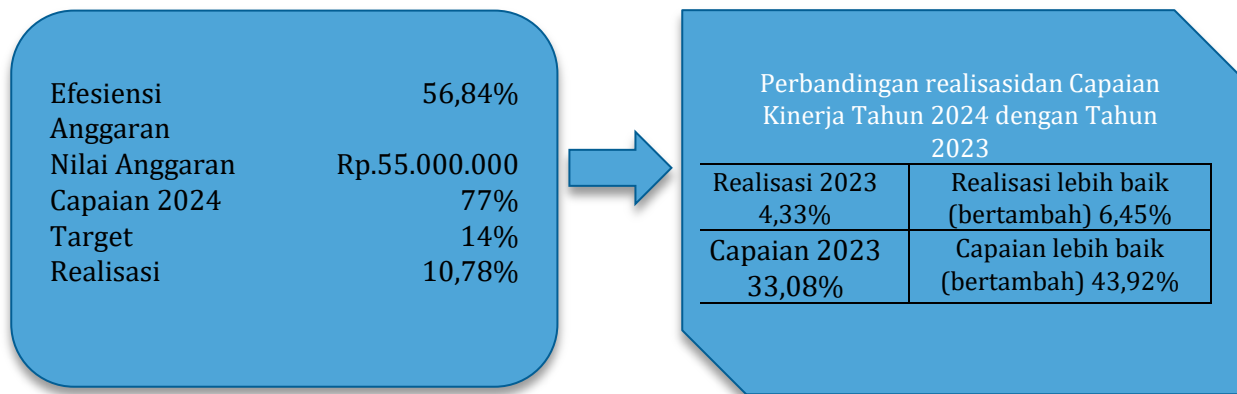 Efesiensi 56,84%
Anggaran
Nilai Anggaran Rp.55.000.000
Capaian 2024 77%
Target 14%
Realisasi 10,78%
Perbandingan realisasidan Capaian
Kinerja Tahun 2024 dengan Tahun
2023
Realisasi 2023 Realisasi lebih baik
4,33% (bertambah) 6,45%
Capaian 2023 Capaian lebih baik
33,08% (bertambah) 43,92%